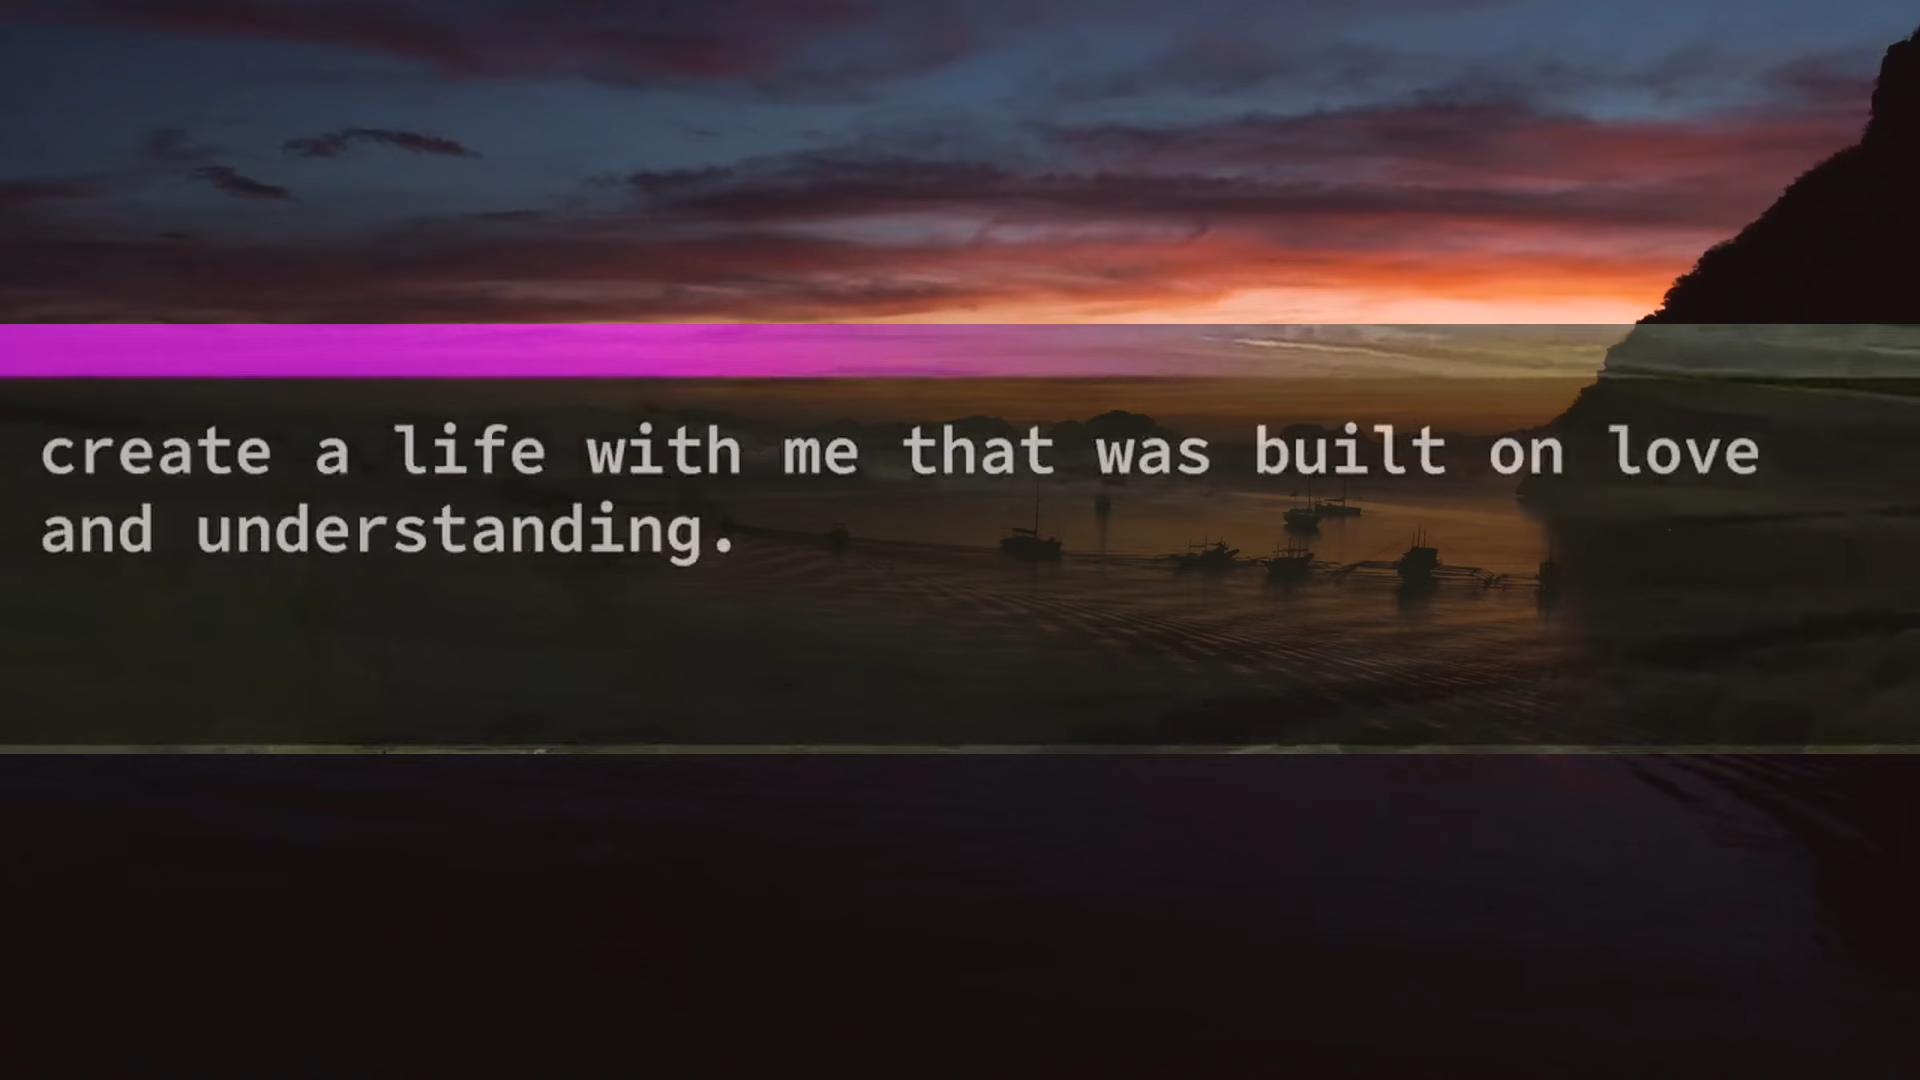 create a life with me that was built on love
and understanding.